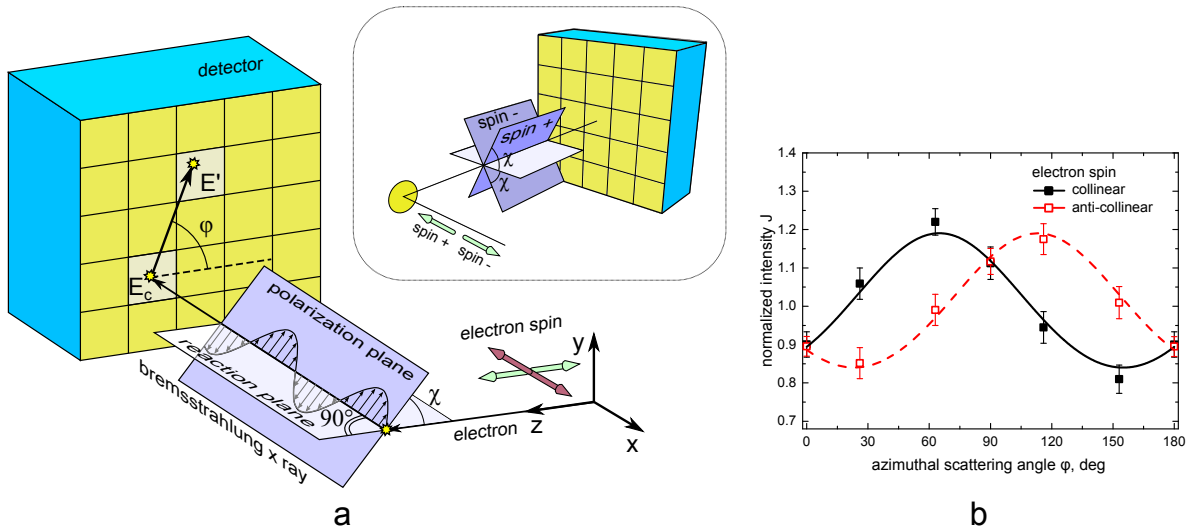 detector
E'
φ
E_c
polarization plane
reaction plane
90°
bremsstrahlung x ray
χ
electron spin
electron
y
z
x
spin -
spin +
χ
χ
spin + spin -
a
normalized intensity J
1.4
1.3
1.2
1.1
1.0
0.9
0.8
0.7
electron spin
collinear
anti-collinear
0 30 60 90 120 150 180
azimuthal scattering angle φ, deg
b